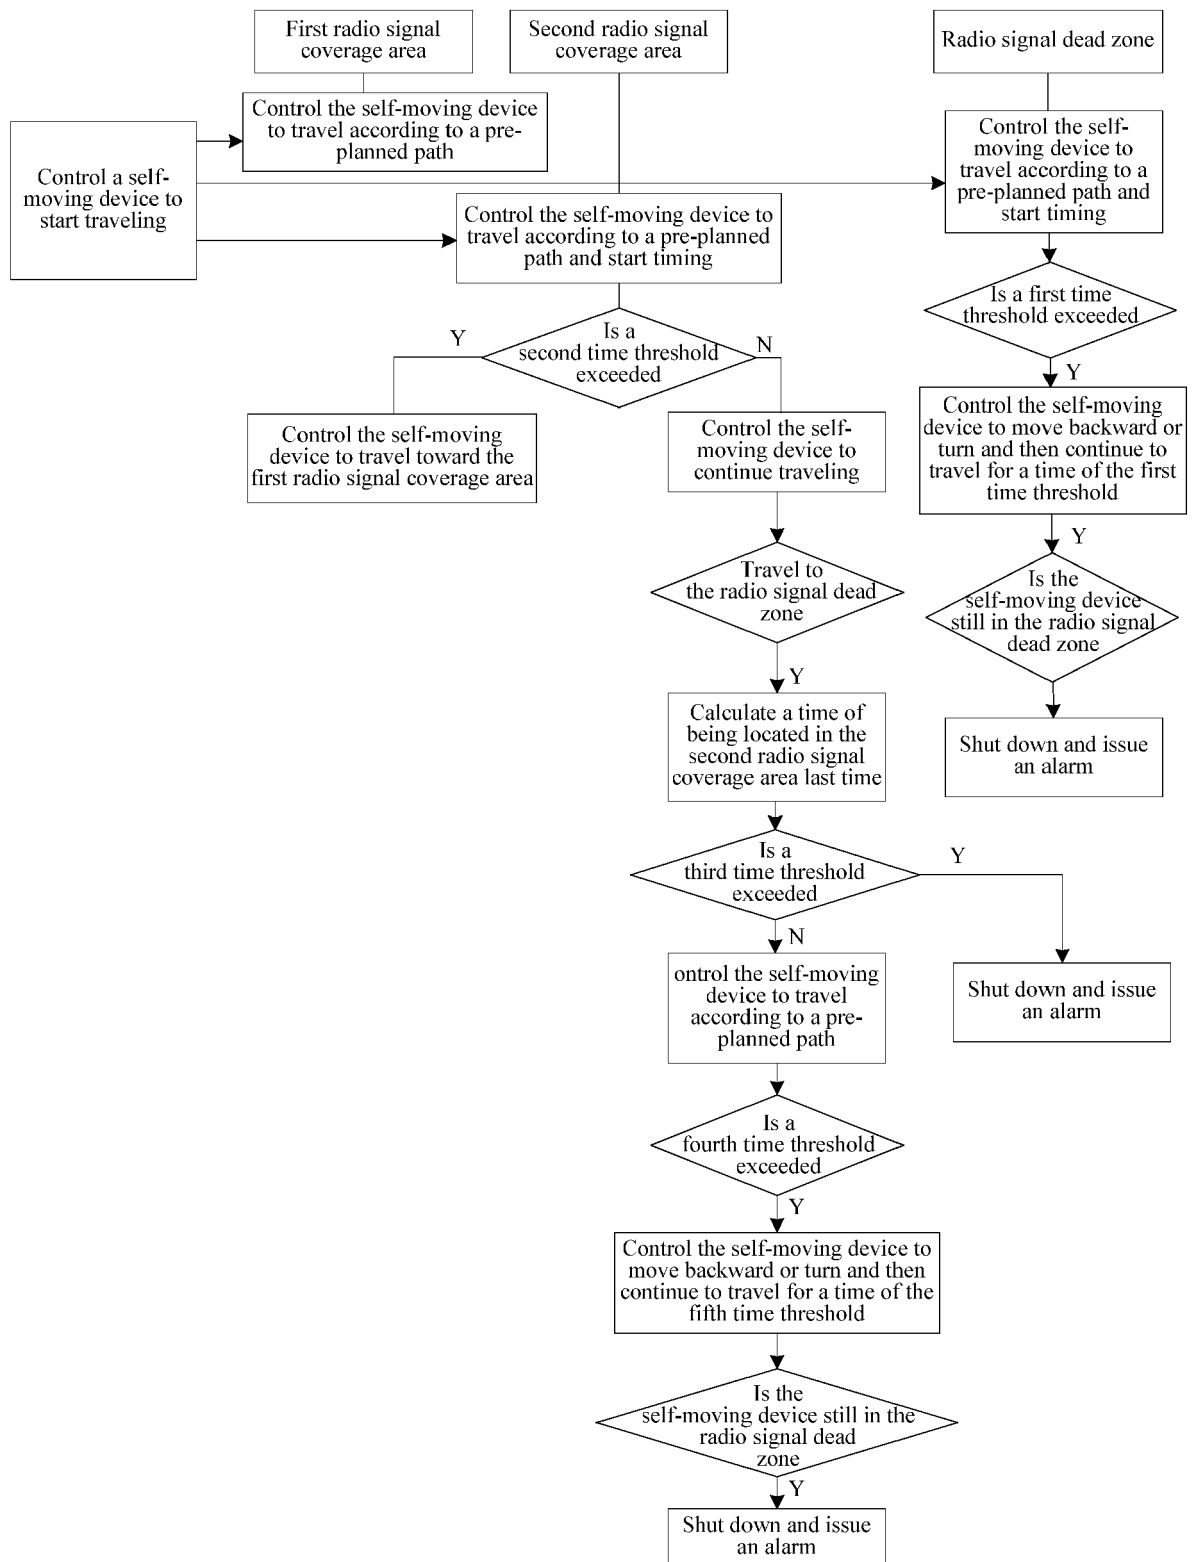 First radio signal
coverage area
Second radio signal
coverage area
Radio signal dead zone
Control the self-moving device
to travel according to a pre-
planned path
Control a self-
moving device to
start traveling
Control the self-moving device to
travel according to a pre-planned
path and start timing
Control the self-
moving device to
travel according to a
pre-planned path and
start timing
Is a first time
threshold exceeded
Y
Is a
second time threshold
exceeded
Y
N
Control the self-moving
device to travel toward the
first radio signal coverage area
Control the self-
moving device to
continue traveling
Control the self-moving
device to move backward or
turn and then continue to
travel for a time of the first
time threshold
Y
Travel to
the radio signal dead
zone
Y
Is the
self-moving device
still in the radio signal
dead zone
Calculate a time of
being located in the
second radio signal
coverage area last time
Shut down and issue
an alarm
Is a
third time threshold
exceeded
Y
N
ontrol the self-moving
device to travel
according to a pre-
planned path
Shut down and issue
an alarm
Is a
fourth time threshold
exceeded
Y
Control the self-moving device to
move backward or turn and then
continue to travel for a time of the
fifth time threshold
Is the
self-moving device still in the
radio signal dead
zone
Y
Shut down and issue
an alarm